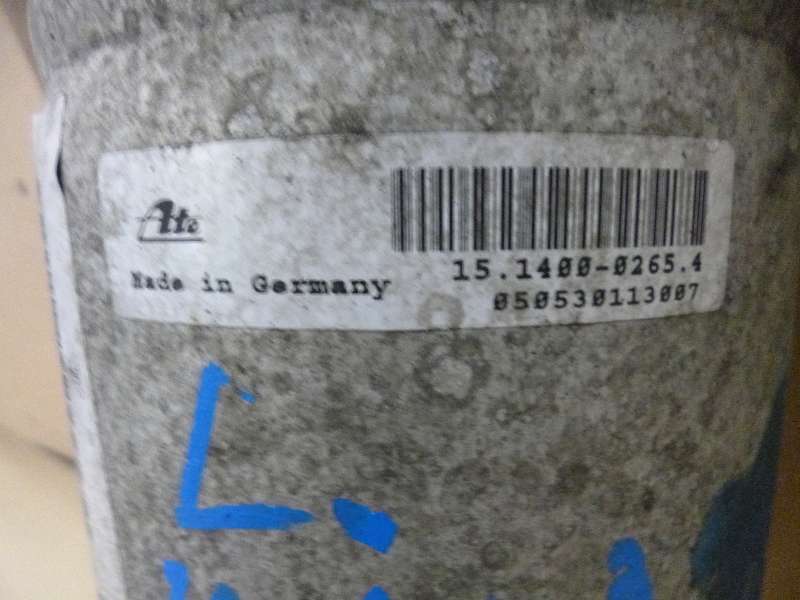 Ate
Made in Germany
15.1400-0265.4
050530113007
L.